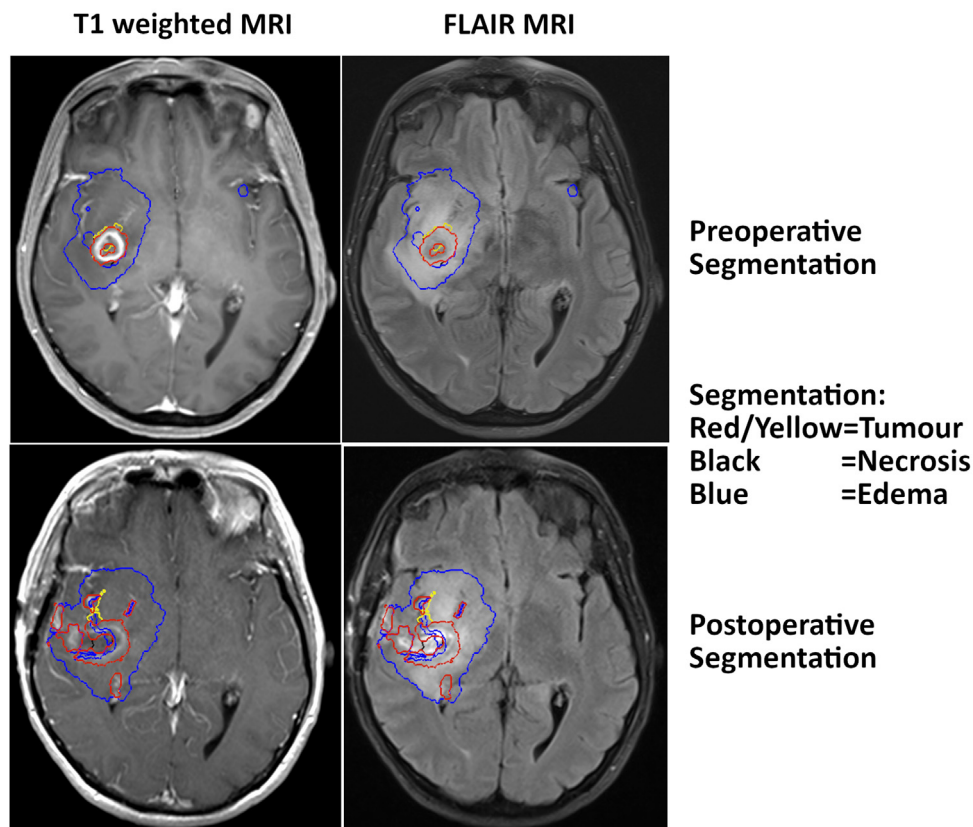 T1 weighted MRI
FLAIR MRI
Preoperative
Segmentation
Segmentation:
Red/Yellow=Tumour
Black =Necrosis
Blue =Edema
Postoperative
Segmentation